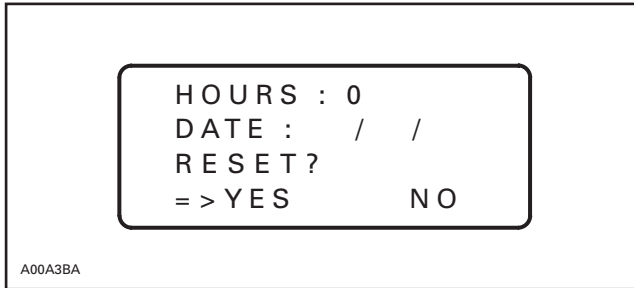 HOURS : 0
DATE : / /
RESET?
=>YES NO
A00A3BA